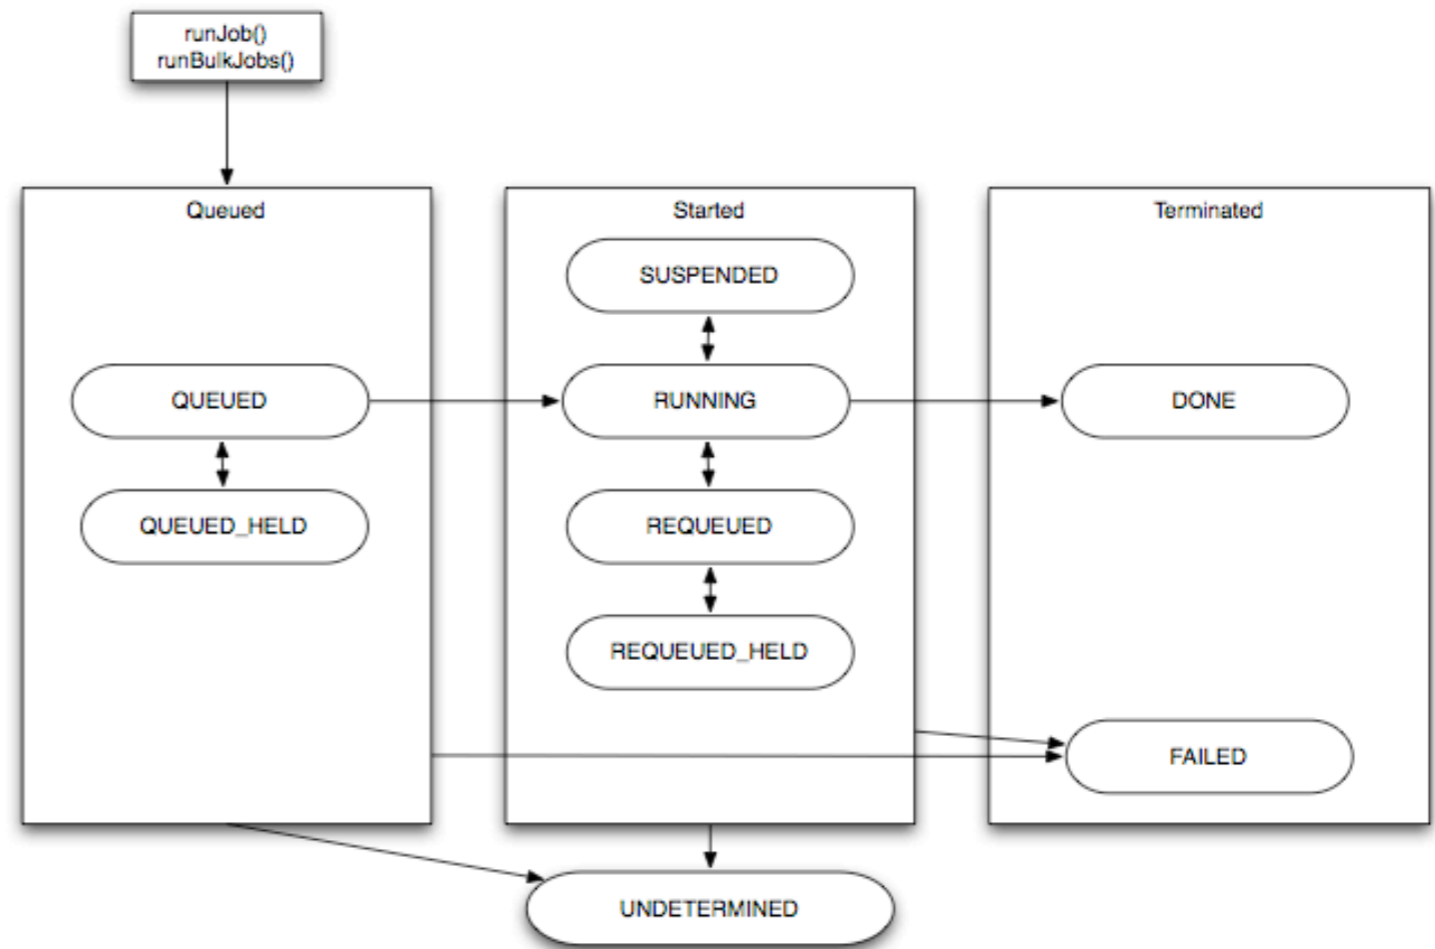 runJob()
runBulkJobs()
Queued
Started
Terminated
SUSPENDED
QUEUED
RUNNING
DONE
QUEUED_HELD
REQUEUED
REQUEUED_HELD
FAILED
UNDETERMINED